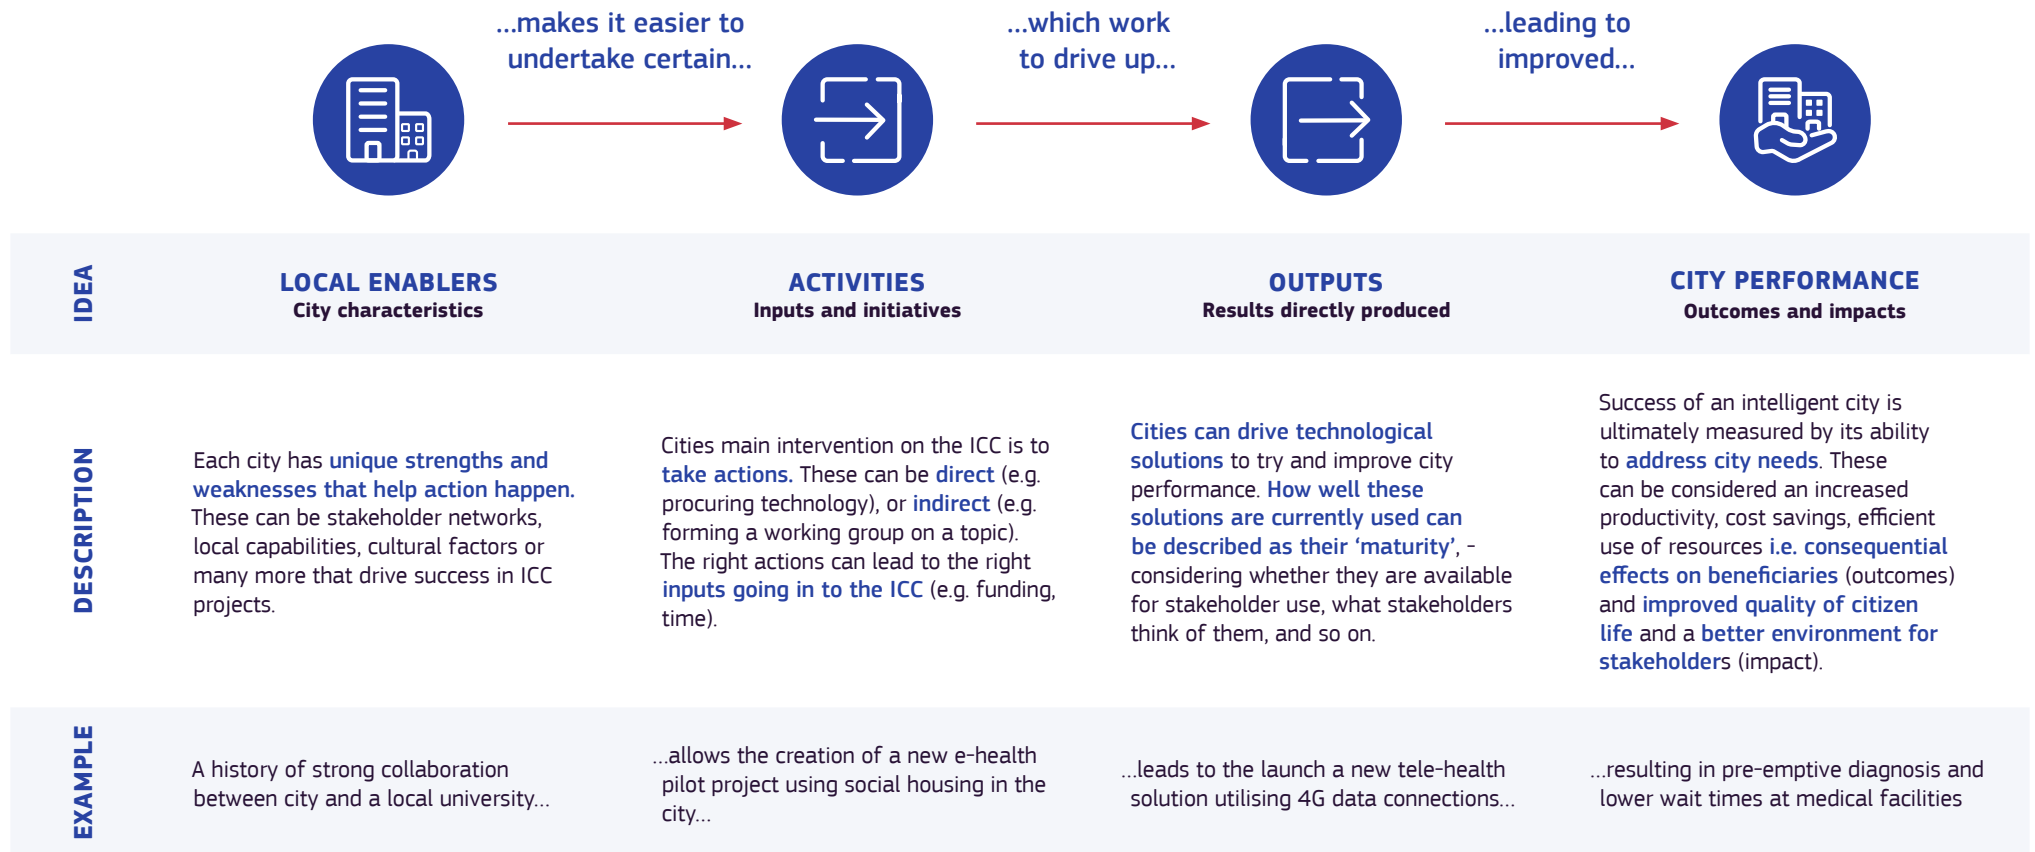 ...makes it easier to
undertake certain...
...which work
to drive up...
...leading to
improved...
IDEA
LOCAL ENABLERS
City characteristics
ACTIVITIES
Inputs and initiatives
OUTPUTS
Results directly produced
CITY PERFORMANCE
Outcomes and impacts
DESCRIPTION
Each city has unique strengths and
weaknesses that help action happen.
These can be stakeholder networks,
local capabilities, cultural factors or
many more that drive success in ICC
projects.
Cities main intervention on the ICC is to
take actions. These can be direct (e.g.
procuring technology), or indirect (e.g.
forming a working group on a topic).
The right actions can lead to the right
inputs going in to the ICC (e.g. funding,
time).
Cities can drive technological
solutions to try and improve city
performance. How well these
solutions are currently used can
be described as their ‘maturity’, -
considering whether they are available
for stakeholder use, what stakeholders
think of them, and so on.
Success of an intelligent city is
ultimately measured by its ability
to address city needs. These
can be considered an increased
productivity, cost savings, efficient
use of resources i.e. consequential
effects on beneficiaries (outcomes)
and improved quality of citizen
life and a better environment for
stakeholders (impact).
EXAMPLE
A history of strong collaboration
between city and a local university...
...allows the creation of a new e-health
pilot project using social housing in the
city...
...leads to the launch a new tele-health
solution utilising 4G data connections...
...resulting in pre-emptive diagnosis and
lower wait times at medical facilities